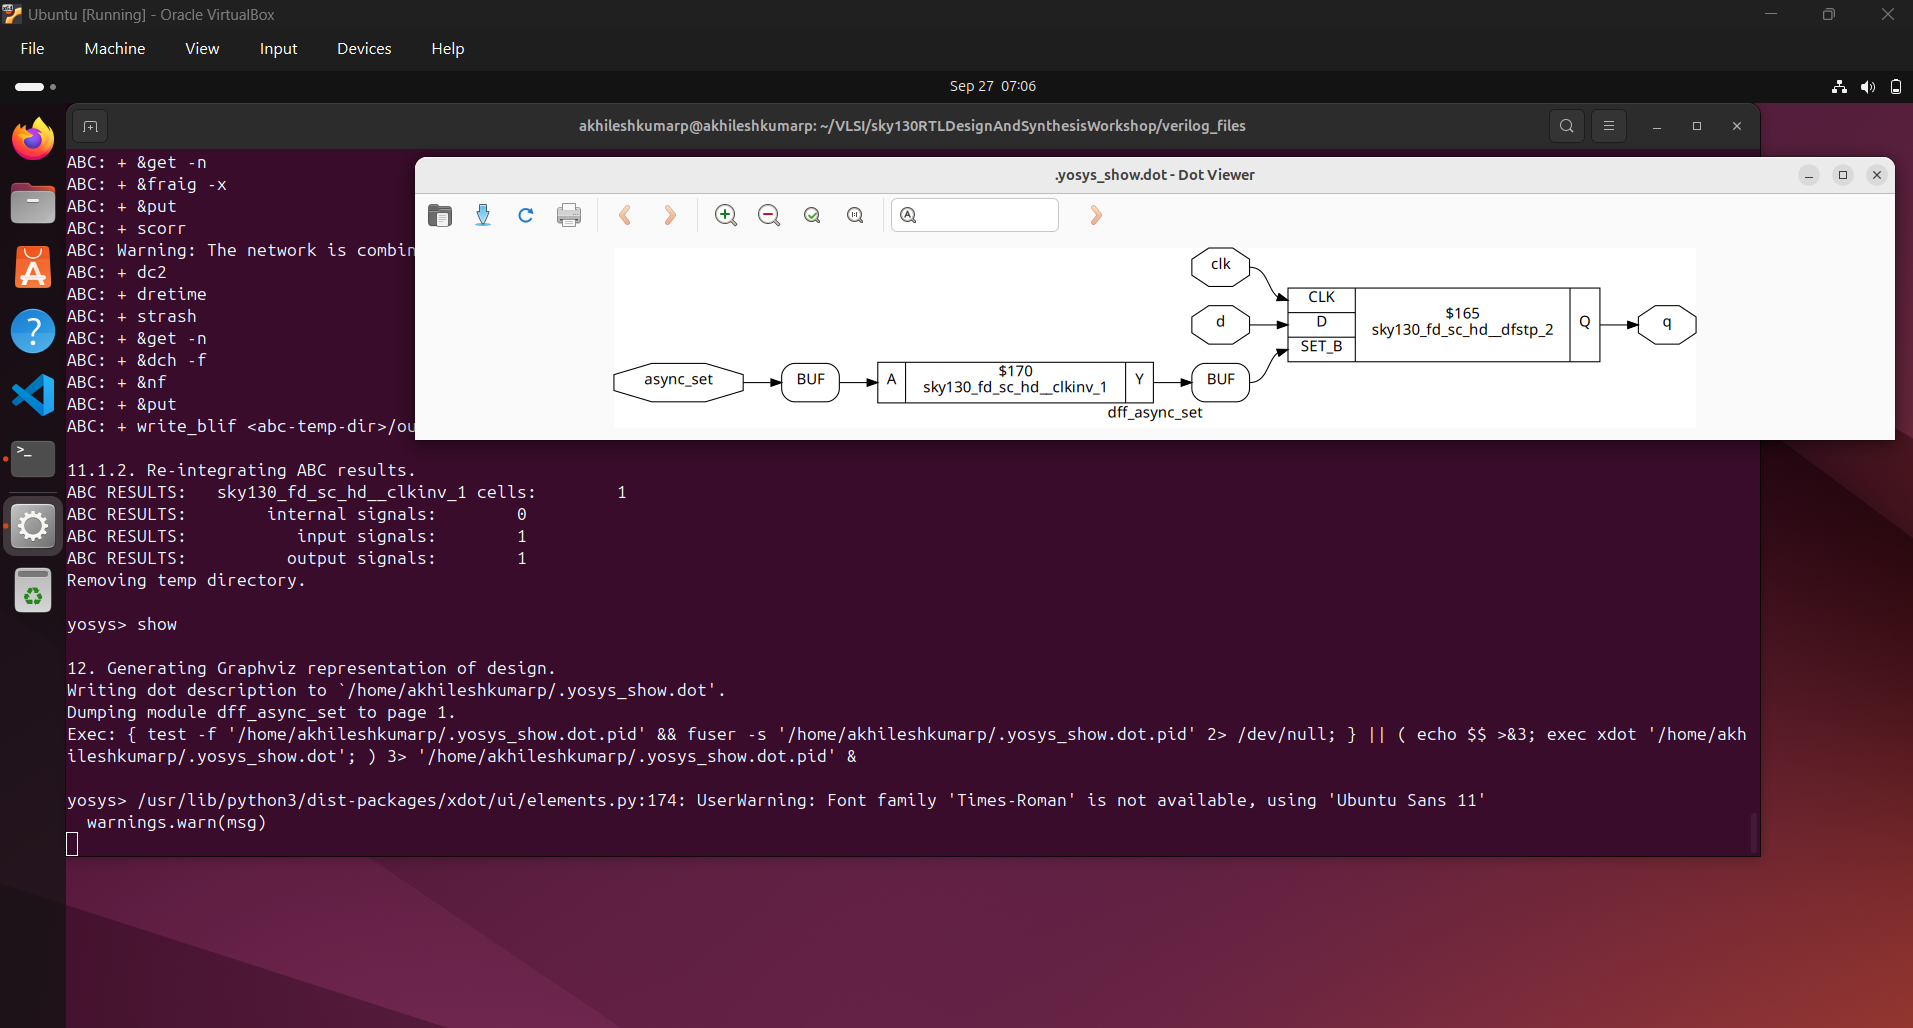 Ubuntu [Running] - Oracle VirtualBox
File Machine View Input Devices Help
Sep 27 07:06
akhileshkumarp@akhileshkumarp: ~/VLSI/sky130RTLDesignAndSynthesisWorkshop/verilog_files
ABC: + &get -n
ABC: + &fraig -x
ABC: + &put
ABC: + scorr
ABC: Warning: The network is combin
ABC: + dc2
ABC: + dretime
ABC: + strash
ABC: + &get -n
ABC: + &dch -f
ABC: + &nf
ABC: + &put
ABC: + write_blif <abc-temp-dir>/ou
.yosys_show.dot - Dot Viewer
clk
d
async_set
BUF
A
$170
sky130_fd_sc_hd__clkinv_1
Y
BUF
CLK
D
SET_B
$165
sky130_fd_sc_hd__dfstp_2
Q
q
dff_async_set
11.1.2. Re-integrating ABC results.
ABC RESULTS:   sky130_fd_sc_hd__clkinv_1 cells:        1
ABC RESULTS:        internal signals:        0
ABC RESULTS:           input signals:        1
ABC RESULTS:          output signals:        1
Removing temp directory.
yosys> show
12. Generating Graphviz representation of design.
Writing dot description to `/home/akhileshkumarp/.yosys_show.dot'.
Dumping module dff_async_set to page 1.
Exec: { test -f '/home/akhileshkumarp/.yosys_show.dot.pid' && fuser -s '/home/akhileshkumarp/.yosys_show.dot.pid' 2> /dev/null; } || ( echo $$ >&3; exec xdot '/home/akh
ileshkumarp/.yosys_show.dot'; ) 3> '/home/akhileshkumarp/.yosys_show.dot.pid' &
yosys> /usr/lib/python3/dist-packages/xdot/ui/elements.py:174: UserWarning: Font family 'Times-Roman' is not available, using 'Ubuntu Sans 11'
  warnings.warn(msg)